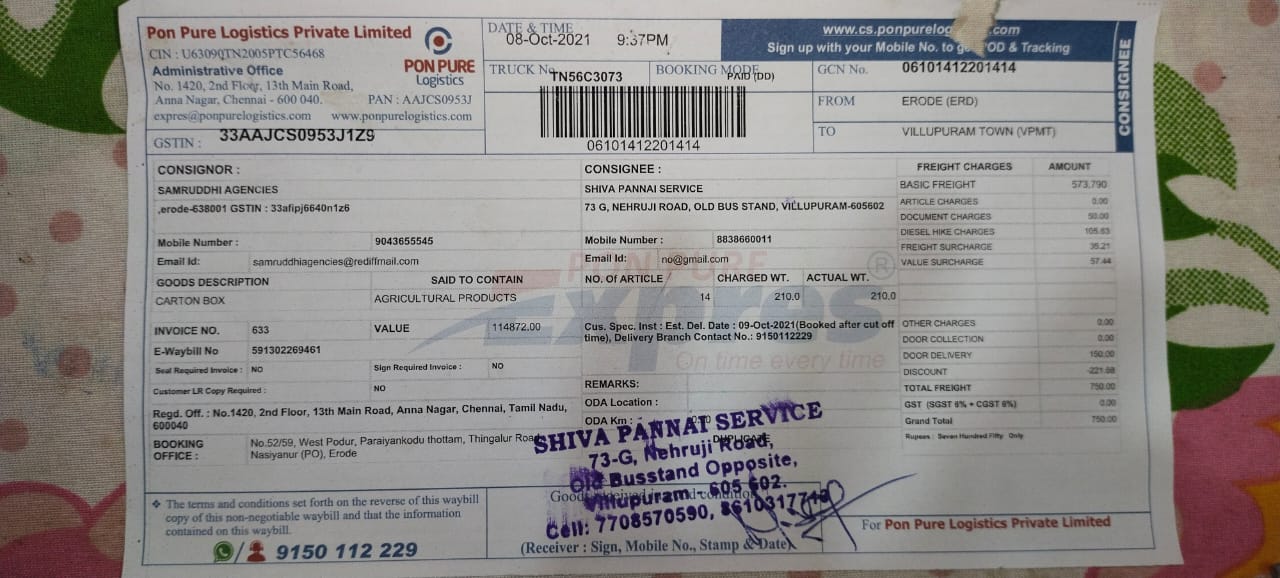 Pon Pure Logistics Private Limited
CIN : U63090TN2005PTC56468
Administrative Office
No. 1420, 2nd Floor, 13th Main Road,
Anna Nagar, Chennai - 600 040. PAN : AAJCS0953J
expres@ponpurelogistics.com www.ponpurelogistics.com
GSTIN : 33AAJCS0953J1Z9
PON PURE
Logistics
DATE & TIME
08-Oct-2021 9:37PM
TRUCK No. TN56C3073
BOOKING MODE PAID (DD)
06101412201414
Sign up with your Mobile No. to POD & Tracking
GCN No. 06101412201414
FROM ERODE (ERD)
TO VILLUPURAM TOWN (VPMT)
CONSIGNEE
CONSIGNOR :
SAMRUDDHI AGENCIES
,erode-638001 GSTIN : 33afipj6640n1z6
Mobile Number : 9043655545
Email Id: samruddhiagencies@rediffmail.com
CONSIGNEE :
SHIVA PANNAI SERVICE
73 G, NEHRUJI ROAD, OLD BUS STAND, VILLUPURAM-605602
Mobile Number : 8838660011
Email Id: no@gmail.com
GOODS DESCRIPTION SAID TO CONTAIN NO. OF ARTICLE CHARGED WT. ACTUAL WT.
CARTON BOX AGRICULTURAL PRODUCTS 14 210.0 210.0
INVOICE NO. 633 VALUE 114872.00
E-Waybill No 591302269461
Seal Required Invoice : NO Sign Required Invoice : NO
Customer LR Copy Required : NO
Regd. Off. : No.1420, 2nd Floor, 13th Main Road, Anna Nagar, Chennai, Tamil Nadu,
600040
BOOKING OFFICE : No.52/59, West Podur, Paraiyankodu thottam, Thingalur Road,
Nasiyanur (PO), Erode
Cus. Spec. Inst : Est. Del. Date : 09-Oct-2021(Booked after cut off
time), Delivery Branch Contact No.: 9150112229
REMARKS:
ODA Location :
ODA Km :
DUPLICATE
PON PURE
Expres ®
On time every time
FREIGHT CHARGES AMOUNT
BASIC FREIGHT 573.790
ARTICLE CHARGES 0.00
DOCUMENT CHARGES 50.00
DIESEL HIKE CHARGES 105.63
FREIGHT SURCHARGE 35.21
VALUE SURCHARGE 57.44
OTHER CHARGES 0.00
DOOR COLLECTION 0.00
DOOR DELIVERY 150.00
DISCOUNT
TOTAL FREIGHT 750.00
GST (SGST 6% + CGST 6%) 0.00
Grand Total 750.00
Rupees : Seven Hundred Fifty Only
SHIVA PANNAI SERVICE
73-G, Nehruji Road,
Old Busstand Opposite,
Villupuram - 605 602.
Cell: 7708570590,
❖ The terms and conditions set forth on the reverse of this waybill
copy of this non-negotiable waybill and that the information
contained on this waybill.
9150 112 229
(Receiver : Sign, Mobile No., Stamp & Date)
For Pon Pure Logistics Private Limited